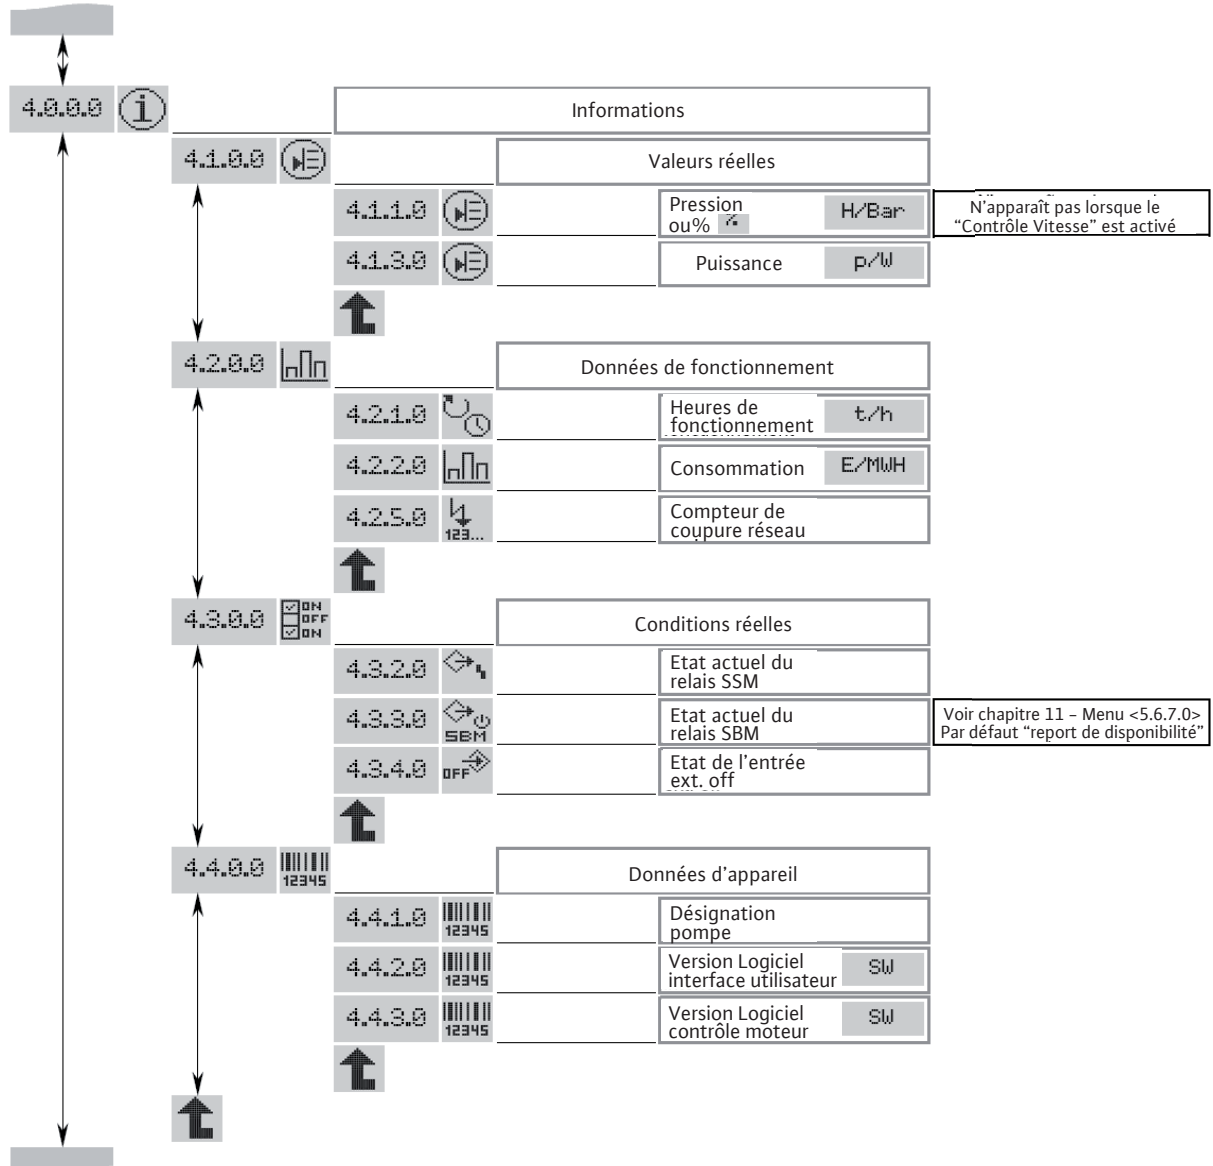 4.0.0.0 i Informations
4.1.0.0 Valeurs réelles
4.1.1.0 Pression H/Bar
ou% %
N'apparaît pas lorsque le
“Contrôle Vitesse” est activé
4.1.3.0 Puissance p/W
4.2.0.0 Données de fonctionnement
4.2.1.0 Heures de t/h
fonctionnement
4.2.2.0 Consommation E/MWH
4.2.5.0 123... Compteur de
coupure réseau
4.3.0.0 ON
OFF
ON
Conditions réelles
4.3.2.0 Etat actuel du
relais SSM
4.3.3.0 SBM Etat actuel du
relais SBM
Voir chapitre 11 – Menu <5.6.7.0>
Par défaut “report de disponibilité”
4.3.4.0 OFF Etat de l'entrée
ext. off
4.4.0.0 12345 Données d'appareil
4.4.1.0 12345 Désignation
pompe
4.4.2.0 12345 Version Logiciel SW
interface utilisateur
4.4.3.0 12345 Version Logiciel SW
contrôle moteur